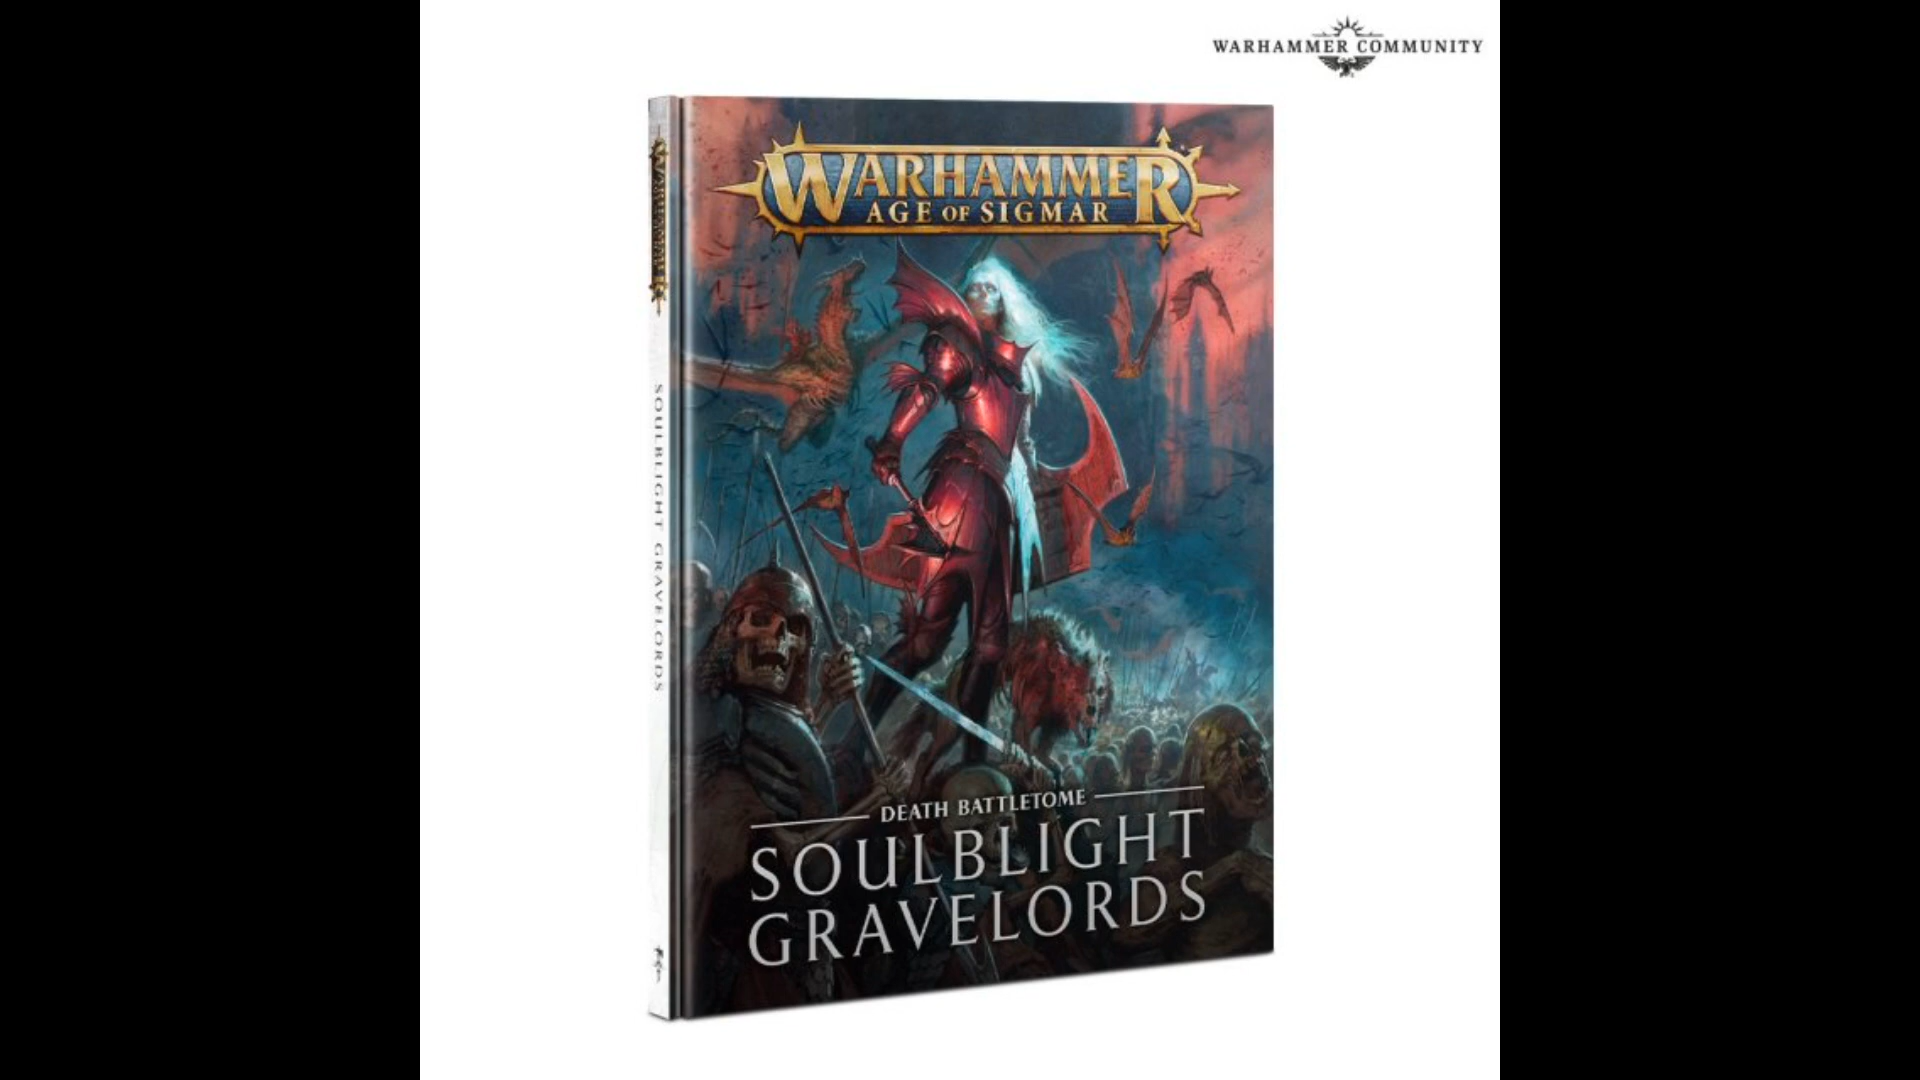 WARHAMMER COMMUNITY
WARHAMMER
AGE OF SIGMAR
SOULBLIGHT GRAVELORDS
DEATH BATTLETOME
SOULBLIGHT
GRAVELORDS